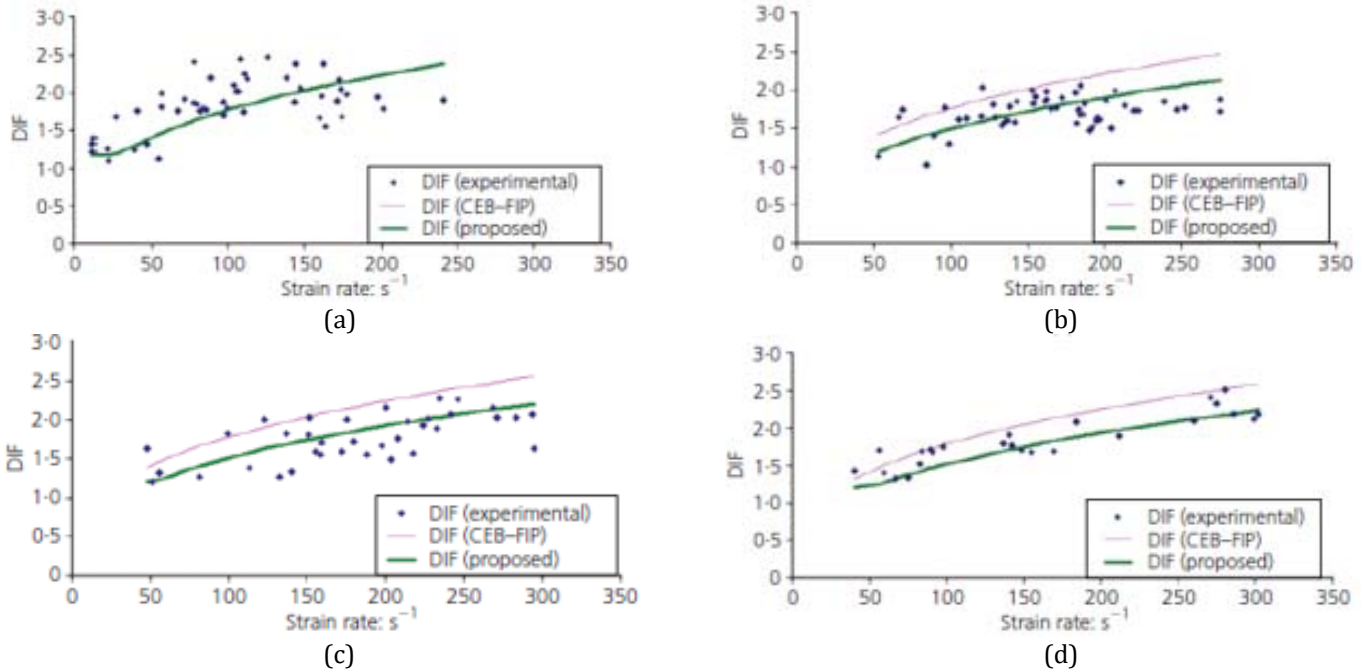 3·0
2·5
2·0
1·5
1·0
0·5
0
DIF
DIF (experimental)
DIF (CEB–FIP)
DIF (proposed)
0 50 100 150 200 250 300 350
Strain rate: s⁻¹
(a)
3·0
2·5
2·0
1·5
1·0
0·5
0
DIF
DIF (experimental)
DIF (CEB–FIP)
DIF (proposed)
0 50 100 150 200 250 300 350
Strain rate: s⁻¹
(b)
3·0
2·5
2·0
1·5
1·0
0·5
0
DIF
DIF (experimental)
DIF (CEB–FIP)
DIF (proposed)
0 50 100 150 200 250 300 350
Strain rate: s⁻¹
(c)
3·0
2·5
2·0
1·5
1·0
0·5
0
DIF
DIF (experimental)
DIF (CEB–FIP)
DIF (proposed)
0 50 100 150 200 250 300 350
Strain rate: s⁻¹
(d)